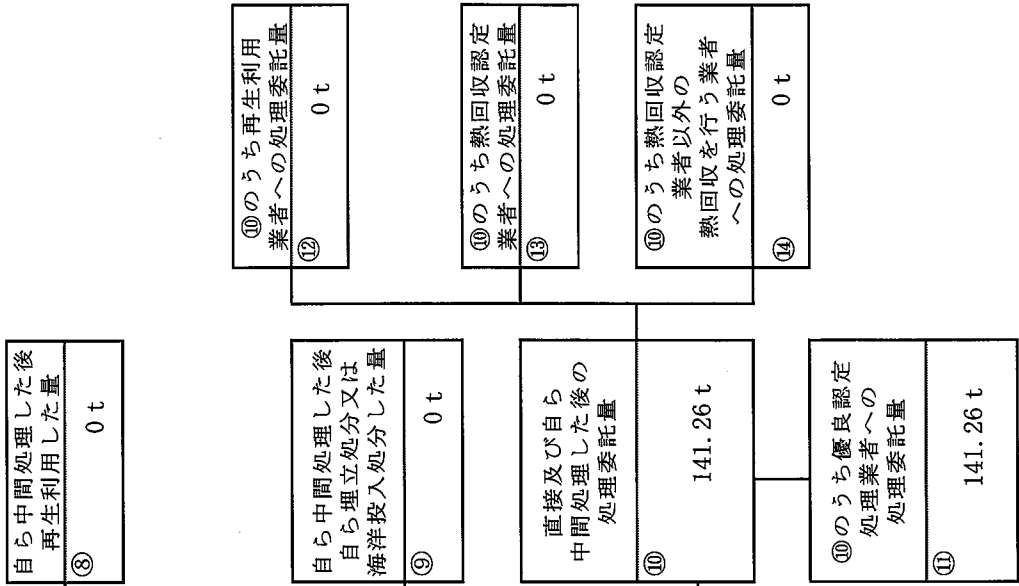 自ら中間処理した後
再生利用した量
⑧
0 t
自ら中間処理した後
自ら埋立処分又は
海洋投入処分した量
⑨
0 t
直接及び自ら
中間処理した後の
処理委託量
⑩
141.26 t
⑩のうち優良認定
処理業者への
処理委託量
⑪
141.26 t
⑩のうち再生利用
業者への処理委託量
⑫
0 t
⑩のうち熱回収認定
業者への処理委託量
⑬
0 t
⑩のうち熱回収認定
業者以外の
熱回収を行う業者
への処理委託量
⑭
0 t